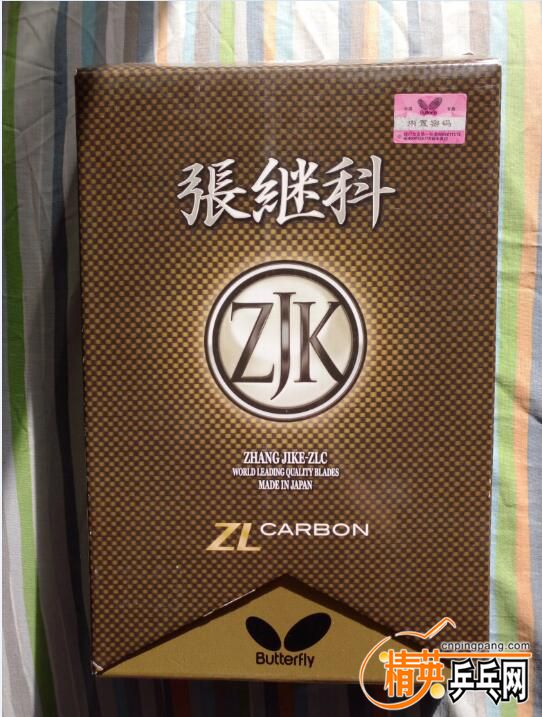 Butterfly
張継科
ZJK
ZHANG JIKE-ZLC
WORLD LEADING QUALITY BLADES
MADE IN JAPAN
ZL CARBON
Butterfly
cnpingpang.com
精英乒乓网